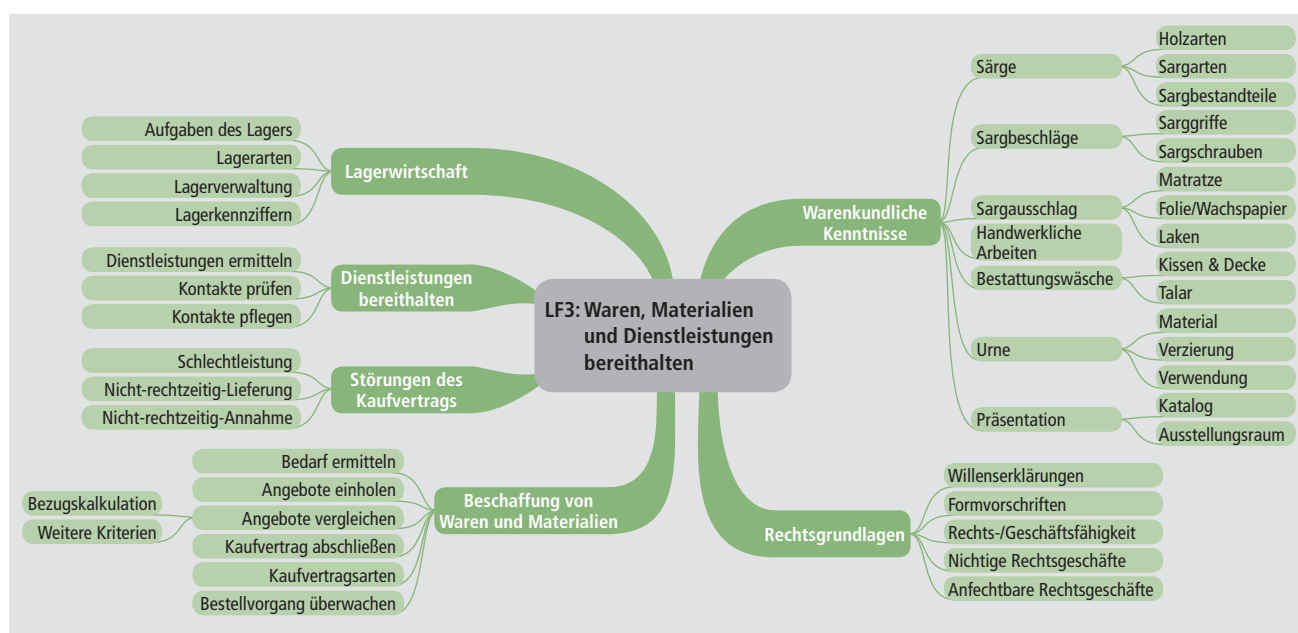 LF3: Waren, Materialien
und Dienstleistungen
bereithalten
Lagerwirtschaft
Aufgaben des Lagers
Lagerarten
Lagerverwaltung
Lagerkennziffern
Dienstleistungen
bereithalten
Dienstleistungen ermitteln
Kontakte prüfen
Kontakte pflegen
Störungen des
Kaufvertrags
Schlechtleistung
Nicht-rechtzeitig-Lieferung
Nicht-rechtzeitig-Annahme
Beschaffung von
Waren und Materialien
Bedarf ermitteln
Angebote einholen
Angebote vergleichen
Bezugskalkulation
Weitere Kriterien
Kaufvertrag abschließen
Kaufvertragsarten
Bestellvorgang überwachen
Warenkundliche
Kenntnisse
Särge
Holzarten
Sargarten
Sargbestandteile
Sargbeschläge
Sarggriffe
Sargschrauben
Sargausschlag
Matratze
Folie/Wachspapier
Laken
Handwerkliche
Arbeiten
Bestattungswäsche
Kissen & Decke
Talar
Urne
Material
Verzierung
Verwendung
Präsentation
Katalog
Ausstellungsraum
Rechtsgrundlagen
Willenserklärungen
Formvorschriften
Rechts-/Geschäftsfähigkeit
Nichtige Rechtsgeschäfte
Anfechtbare Rechtsgeschäfte